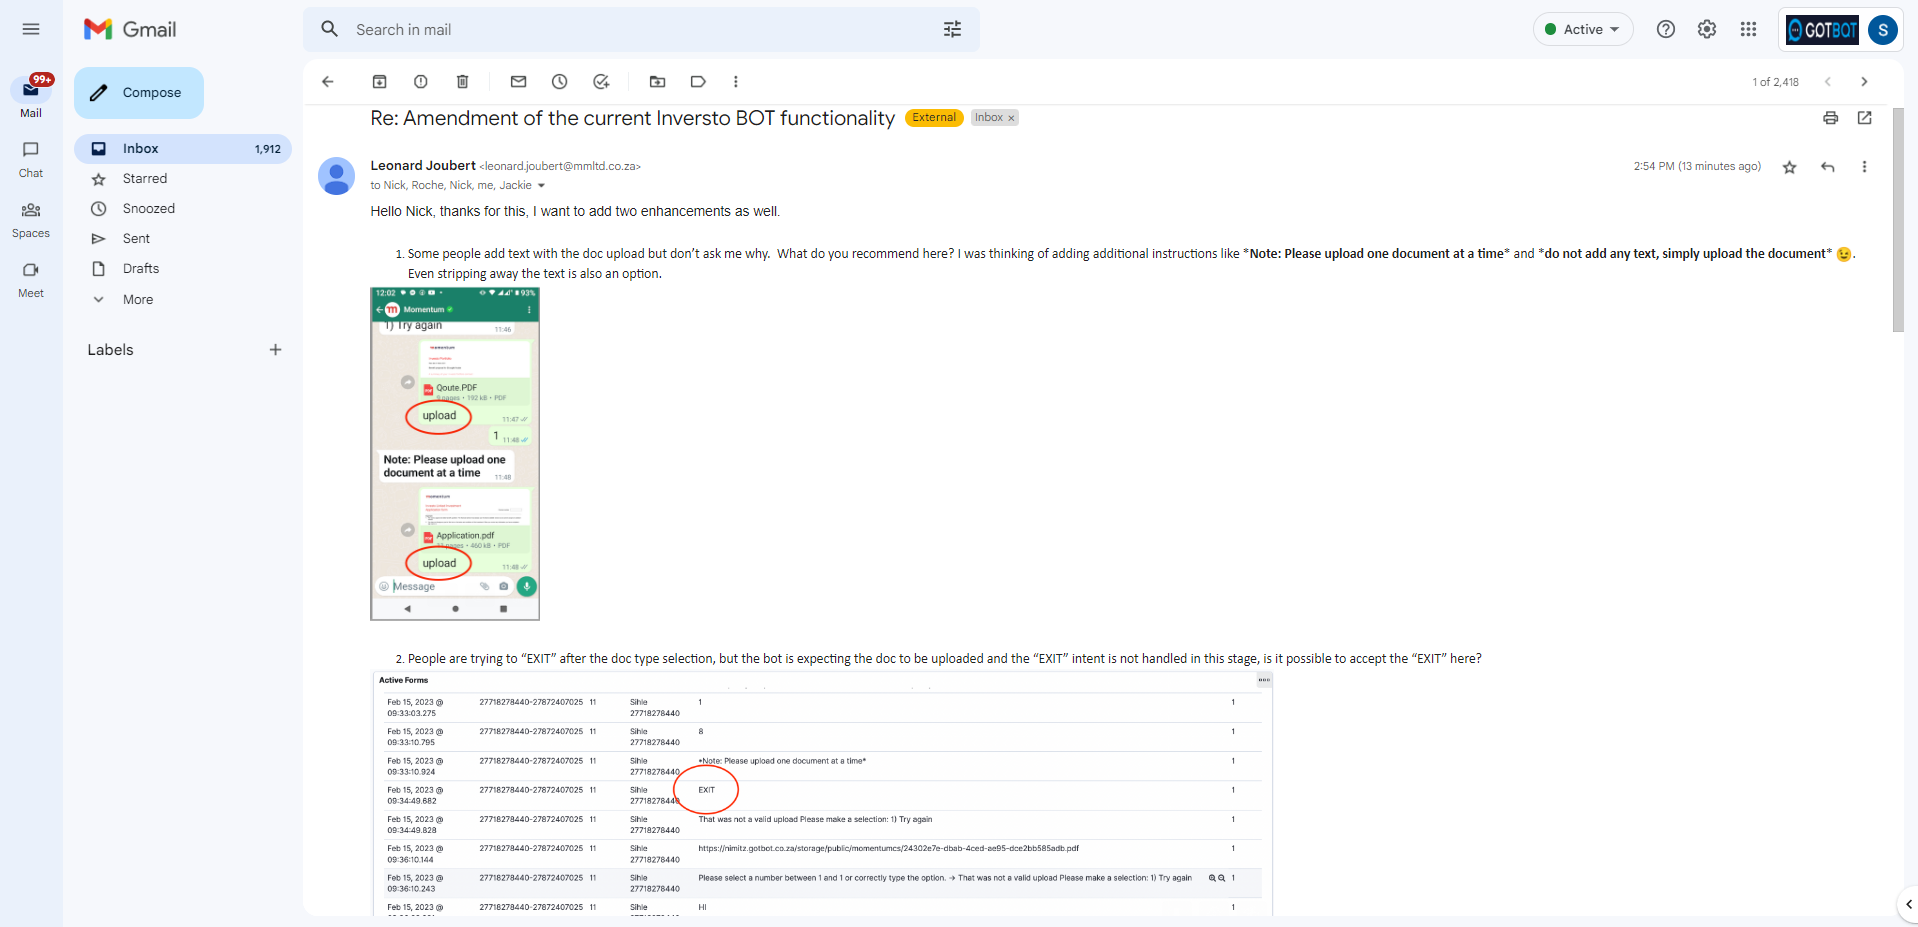 Gmail
Search in mail
Active
GOTBOT
S
99+
Mail
Chat
Spaces
Meet
Compose
Inbox 1,912
Starred
Snoozed
Sent
Drafts
More
Labels
1 of 2,418
Re: Amendment of the current Inversto BOT functionality External Inbox x
Leonard Joubert <leonard.joubert@mmltd.co.za> 2:54 PM (13 minutes ago)
to Nick, Roche, Nick, me, Jackie
Hello Nick, thanks for this, I want to add two enhancements as well.
1. Some people add text with the doc upload but don’t ask me why. What do you recommend here? I was thinking of adding additional instructions like *Note: Please upload one document at a time* and *do not add any text, simply upload the document* 😉.
Even stripping away the text is also an option.
12:02 93%
m Momentum
1) Try again 11:46
momentum
Qoute.PDF
192 kB • PDF
upload 11:47
1 11:48
Note: Please upload one
document at a time 11:48
momentum
Application.pdf
pages • 460 kB • PDF
upload 11:48
Message
2. People are trying to “EXIT” after the doc type selection, but the bot is expecting the doc to be uploaded and the “EXIT” intent is not handled in this stage, is it possible to accept the “EXIT” here?
Active Forms
Feb 15, 2023 @ 27718278440-27872407025 11 Sihle 1 1
09:33:03.275 27718278440
Feb 15, 2023 @ 27718278440-27872407025 11 Sihle 8 1
09:33:10.795 27718278440
Feb 15, 2023 @ 27718278440-27872407025 11 Sihle *Note: Please upload one document at a time* 1
09:33:10.924 27718278440
Feb 15, 2023 @ 27718278440-27872407025 11 Sihle EXIT 1
09:34:49.682 27718278440
Feb 15, 2023 @ 27718278440-27872407025 11 Sihle That was not a valid upload Please make a selection: 1) Try again 1
09:34:49.828 27718278440
Feb 15, 2023 @ 27718278440-27872407025 11 Sihle https://nimitz.gotbot.co.za/storage/public/momentumcs/24302e7e-dbab-4ced-ae95-dce2bb585adb.pdf 1
09:36:10.144 27718278440
Feb 15, 2023 @ 27718278440-27872407025 11 Sihle Please select a number between 1 and 1 or correctly type the option. → That was not a valid upload Please make a selection: 1) Try again 1
09:36:10.243 27718278440
Feb 15, 2023 @ 27718278440-27872407025 11 Sihle HI 1